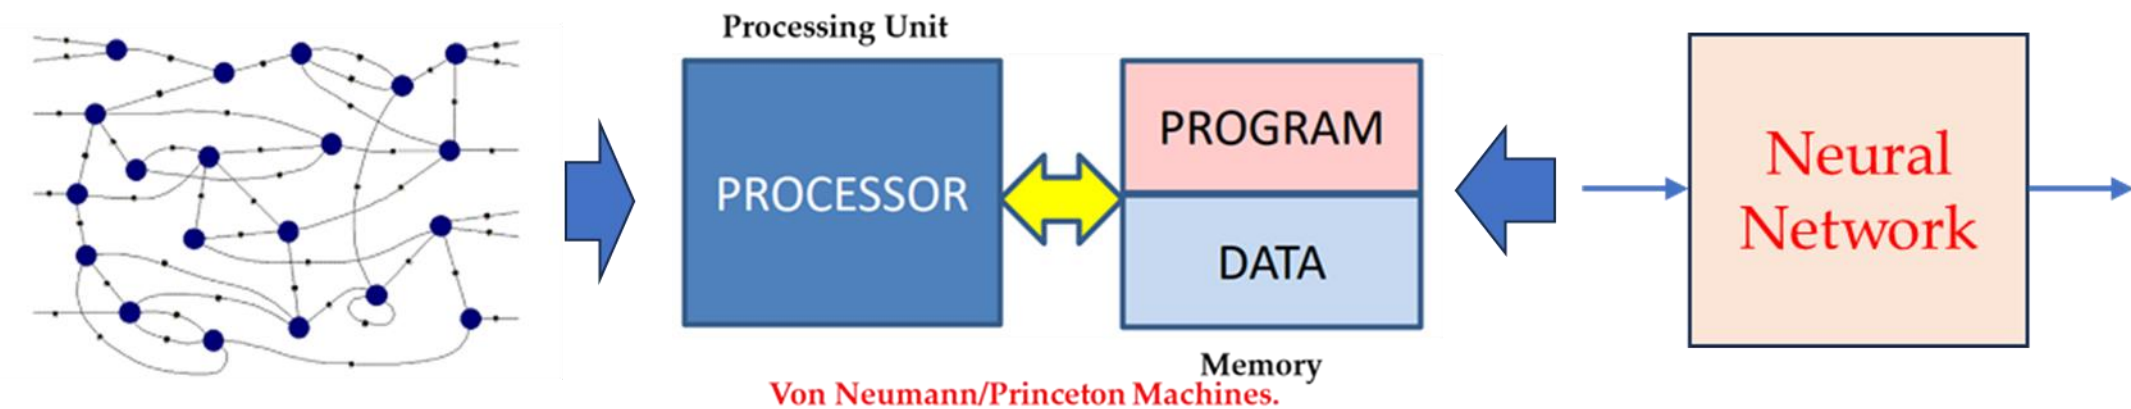 Processing Unit
PROCESSOR
PROGRAM
DATA
Memory
Von Neumann/Princeton Machines.
Neural
Network